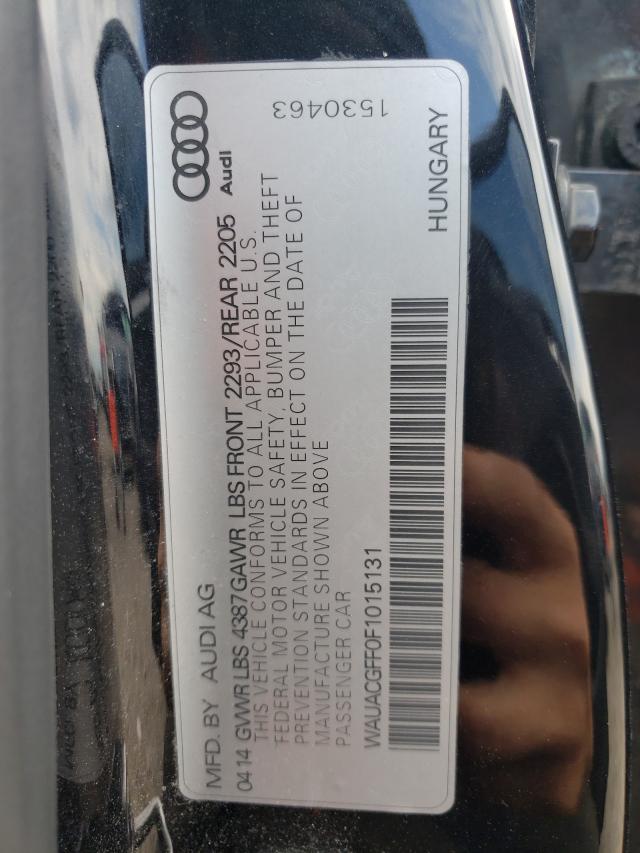 MFD. BY AUDI AG
0414 GVWR LBS 4387 GAWR LBS FRONT 2293/REAR 2205
Audi
THIS VEHICLE CONFORMS TO ALL APPLICABLE U.S.
FEDERAL MOTOR VEHICLE SAFETY, BUMPER AND THEFT
PREVENTION STANDARDS IN EFFECT ON THE DATE OF
MANUFACTURE SHOWN ABOVE
PASSENGER CAR
WAUACGFF0F1015131
HUNGARY
1530463